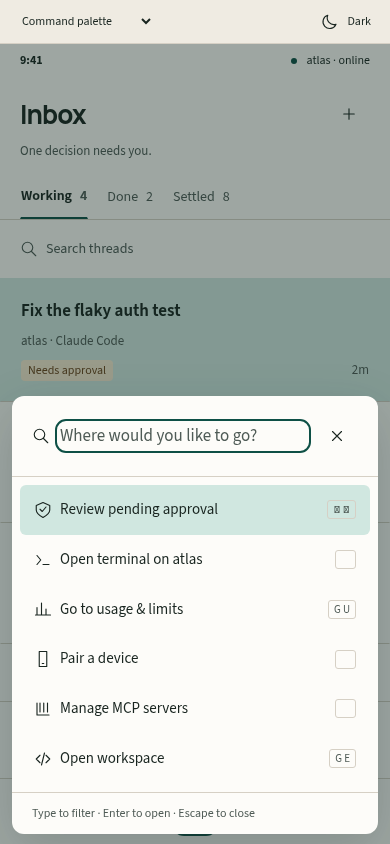 Command palette
Dark
9:41
atlas · online
Inbox
One decision needs you.
Working 4
Done 2
Settled 8
Search threads
Fix the flaky auth test
atlas · Claude Code
Needs approval
2m
Where would you like to go?
Review pending approval
Open terminal on atlas
Go to usage & limits
G U
Pair a device
Manage MCP servers
Open workspace
G E
Type to filter · Enter to open · Escape to close